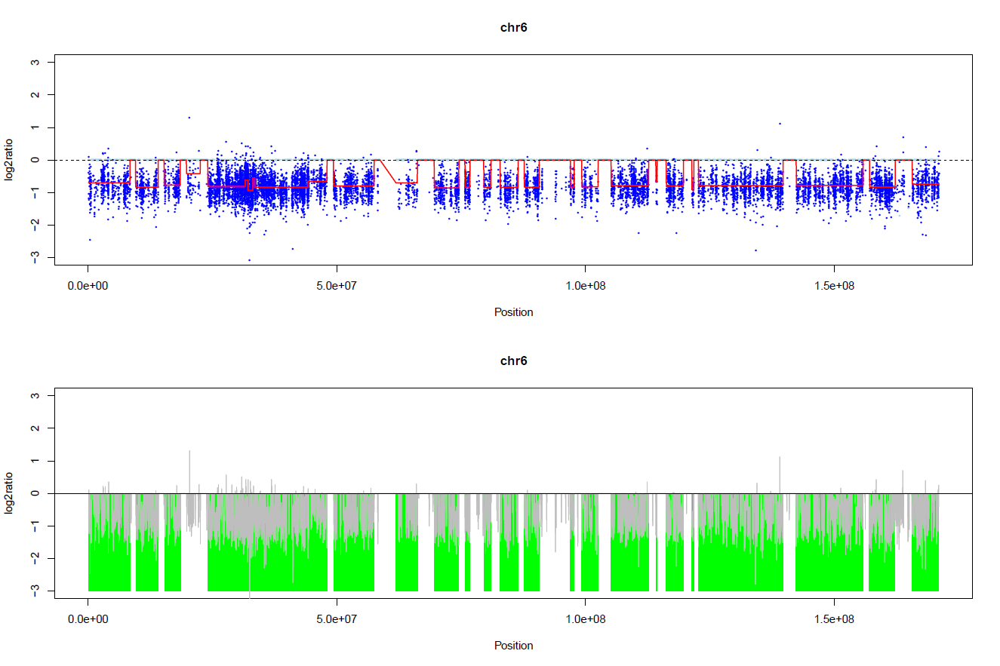 chr6
3
2
1
0
−1
−2
−3
log2ratio
0.0e+00
5.0e+07
1.0e+08
1.5e+08
Position
chr6
3
2
1
0
−1
−2
−3
log2ratio
0.0e+00
5.0e+07
1.0e+08
1.5e+08
Position